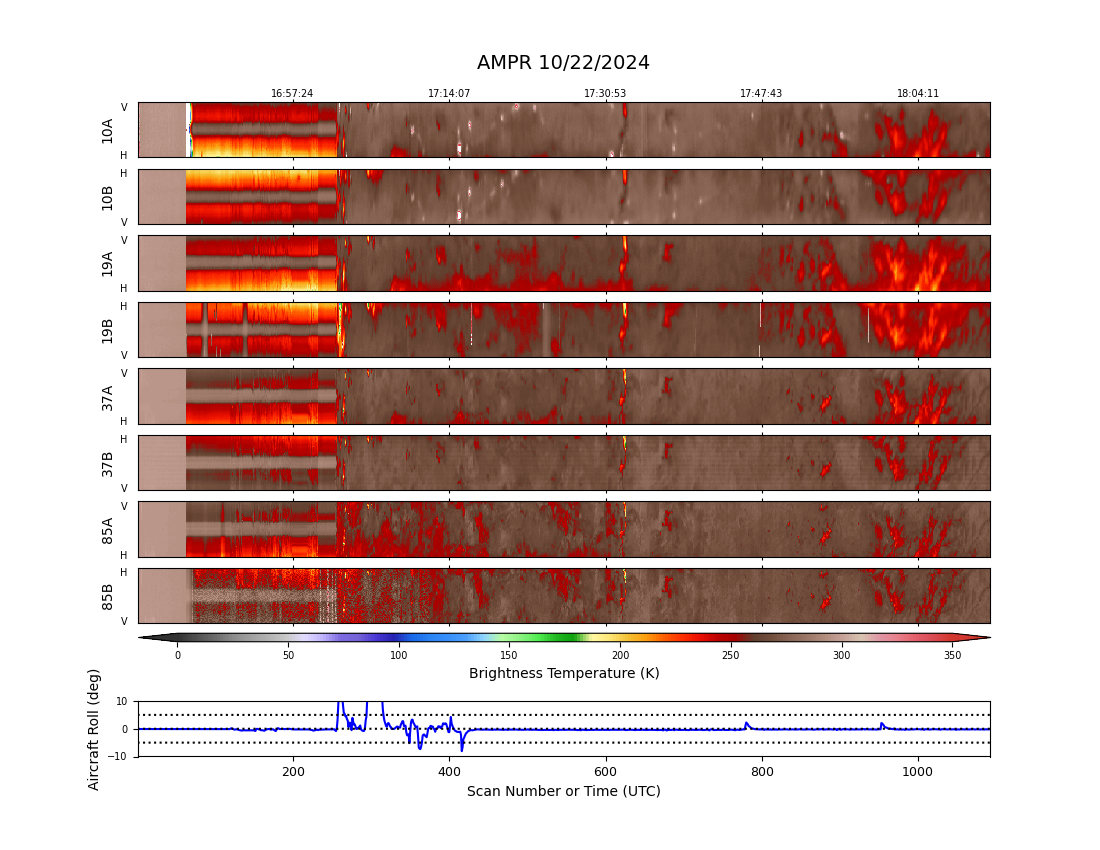 AMPR 10/22/2024
16:57:24 17:14:07 17:30:53 17:47:43 18:04:11
V
10A
H
H
10B
V
V
19A
H
H
19B
V
V
37A
H
H
37B
V
V
85A
H
H
85B
V
0 50 100 150 200 250 300 350
Brightness Temperature (K)
Aircraft Roll (deg)
10
0
−10
200 400 600 800 1000
Scan Number or Time (UTC)